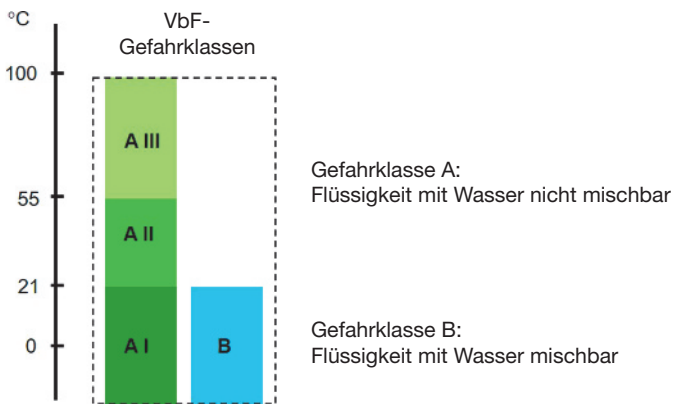 °C
VbF-
Gefahrklassen
100
A III
55
Gefahrklasse A:
Flüssigkeit mit Wasser nicht mischbar
A II
21
0
A I
B
Gefahrklasse B:
Flüssigkeit mit Wasser mischbar